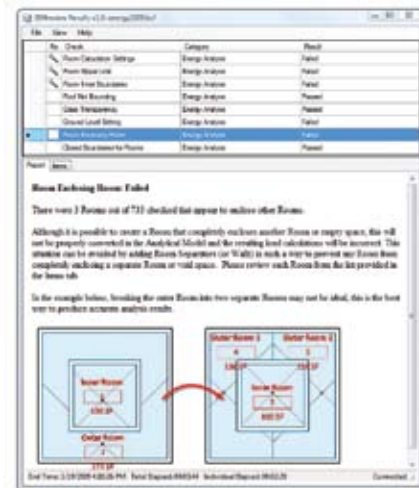 File View Help
Fix Check Category Result
Room Calculation Settings Energy Analysis Failed
Room Upper Limit Energy Analysis Failed
Room Inner Boundaries Energy Analysis Failed
Roof Not Bounding Energy Analysis Passed
Glass Transparency Energy Analysis Passed
Ground Level Setting Energy Analysis Failed
Room Enclosing Room Energy Analysis Failed
Closed Boundaries for Rooms Energy Analysis Passed
Report Items
Room Enclosing Room: Failed
There were 3 Rooms out of 733 checked that appear to enclose other Rooms.
Although it is possible to create a Room that completely encloses another Room or empty space, this will
not be properly converted in the Analytical Model and the resulting load calculations will be incorrect. This
situation can be avoided by adding Room Separators (or Walls) in such a way to prevent any Room from
completely enclosing a separate Room or void space. Please review each Room from the list provided in
the Items tab.
In the example below, breaking the outer Room into two separate Rooms may not be ideal, this is the best
way to produce accurate analysis results.
Outer Room 2 Outer Room 3
4 5
Inner Room
Inner Room
Outer Room
Connected